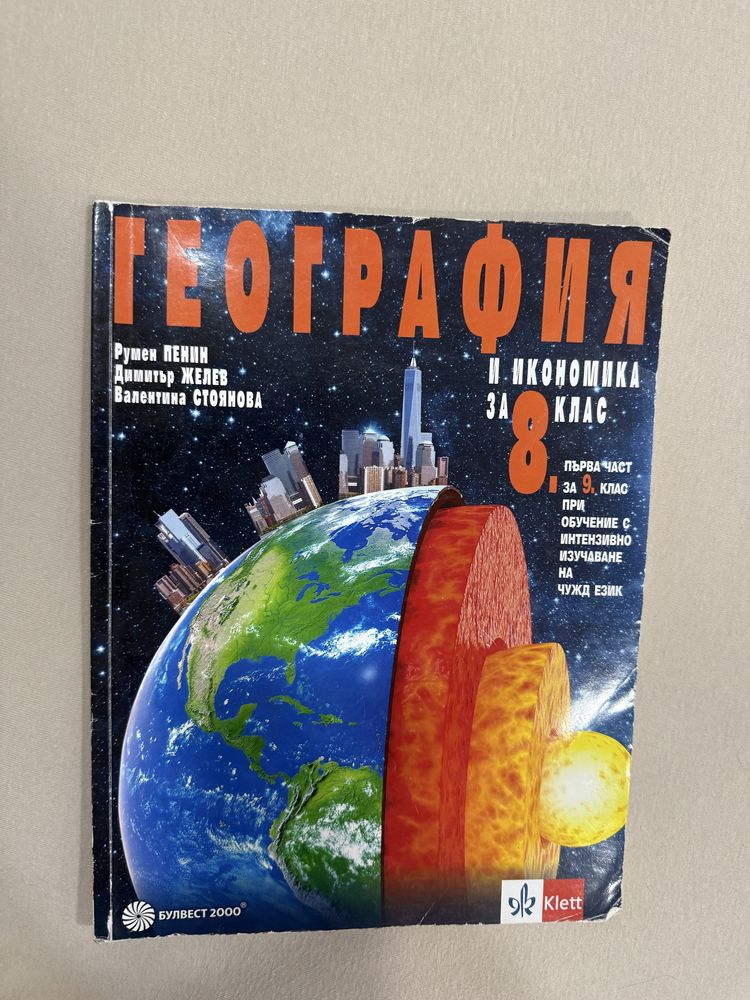 ГЕОГРАФИЯ
Румен ПЕНИН
Димитър ЖЕЛЕВ
Валентина СТОЯНОВА
И ИКОНОМИКА
ЗА 8. КЛАС
ПЪРВА ЧАСТ
ЗА 9. КЛАС
ПРИ
ОБУЧЕНИЕ С
ИНТЕНЗИВНО
ИЗУЧАВАНЕ
НА
ЧУЖД ЕЗИК
БУЛВЕСТ 2000®
Klett